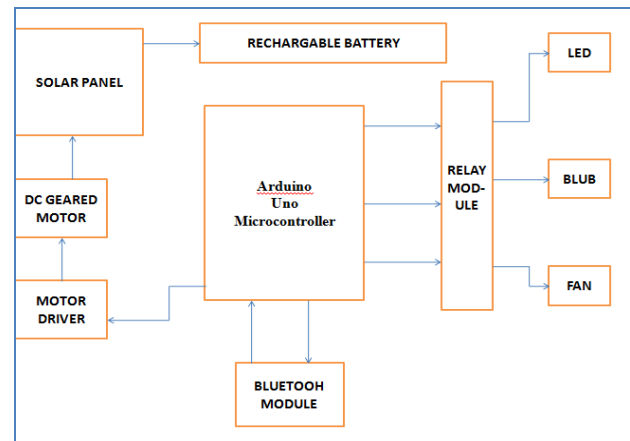 RECHARGABLE BATTERY
SOLAR PANEL
LED
Arduino
Uno
Microcontroller
RELAY
MOD-
ULE
BLUB
DC GEARED
MOTOR
FAN
MOTOR
DRIVER
BLUETOOH
MODULE